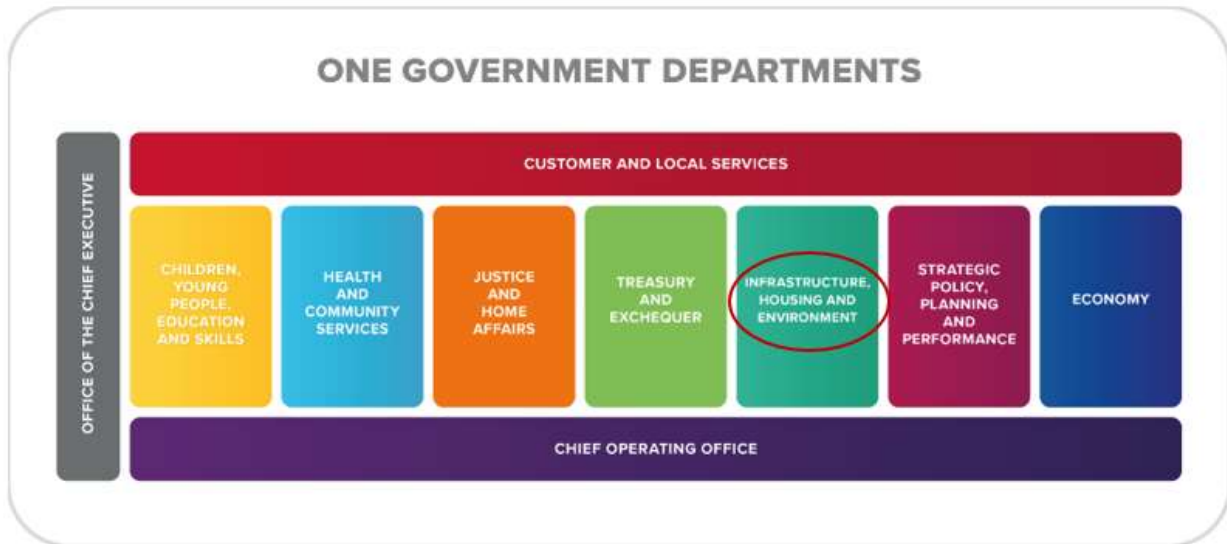 ONE GOVERNMENT DEPARTMENTS
OFFICE OF THE CHIEF EXECUTIVE
CUSTOMER AND LOCAL SERVICES
CHILDREN,
YOUNG
PEOPLE,
EDUCATION
AND SKILLS
HEALTH
AND
COMMUNITY
SERVICES
JUSTICE
AND
HOME
AFFAIRS
TREASURY
AND
EXCHEQUER
INFRASTRUCTURE,
HOUSING AND
ENVIRONMENT
STRATEGIC
POLICY,
PLANNING
AND
PERFORMANCE
ECONOMY
CHIEF OPERATING OFFICE